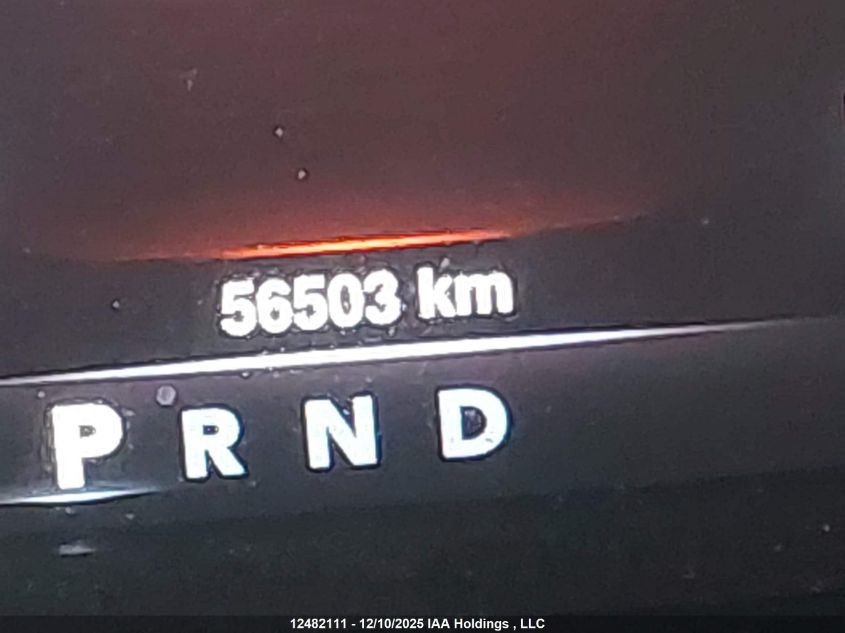 56503 km
P R N D
12482111 - 12/10/2025 IAA Holdings , LLC